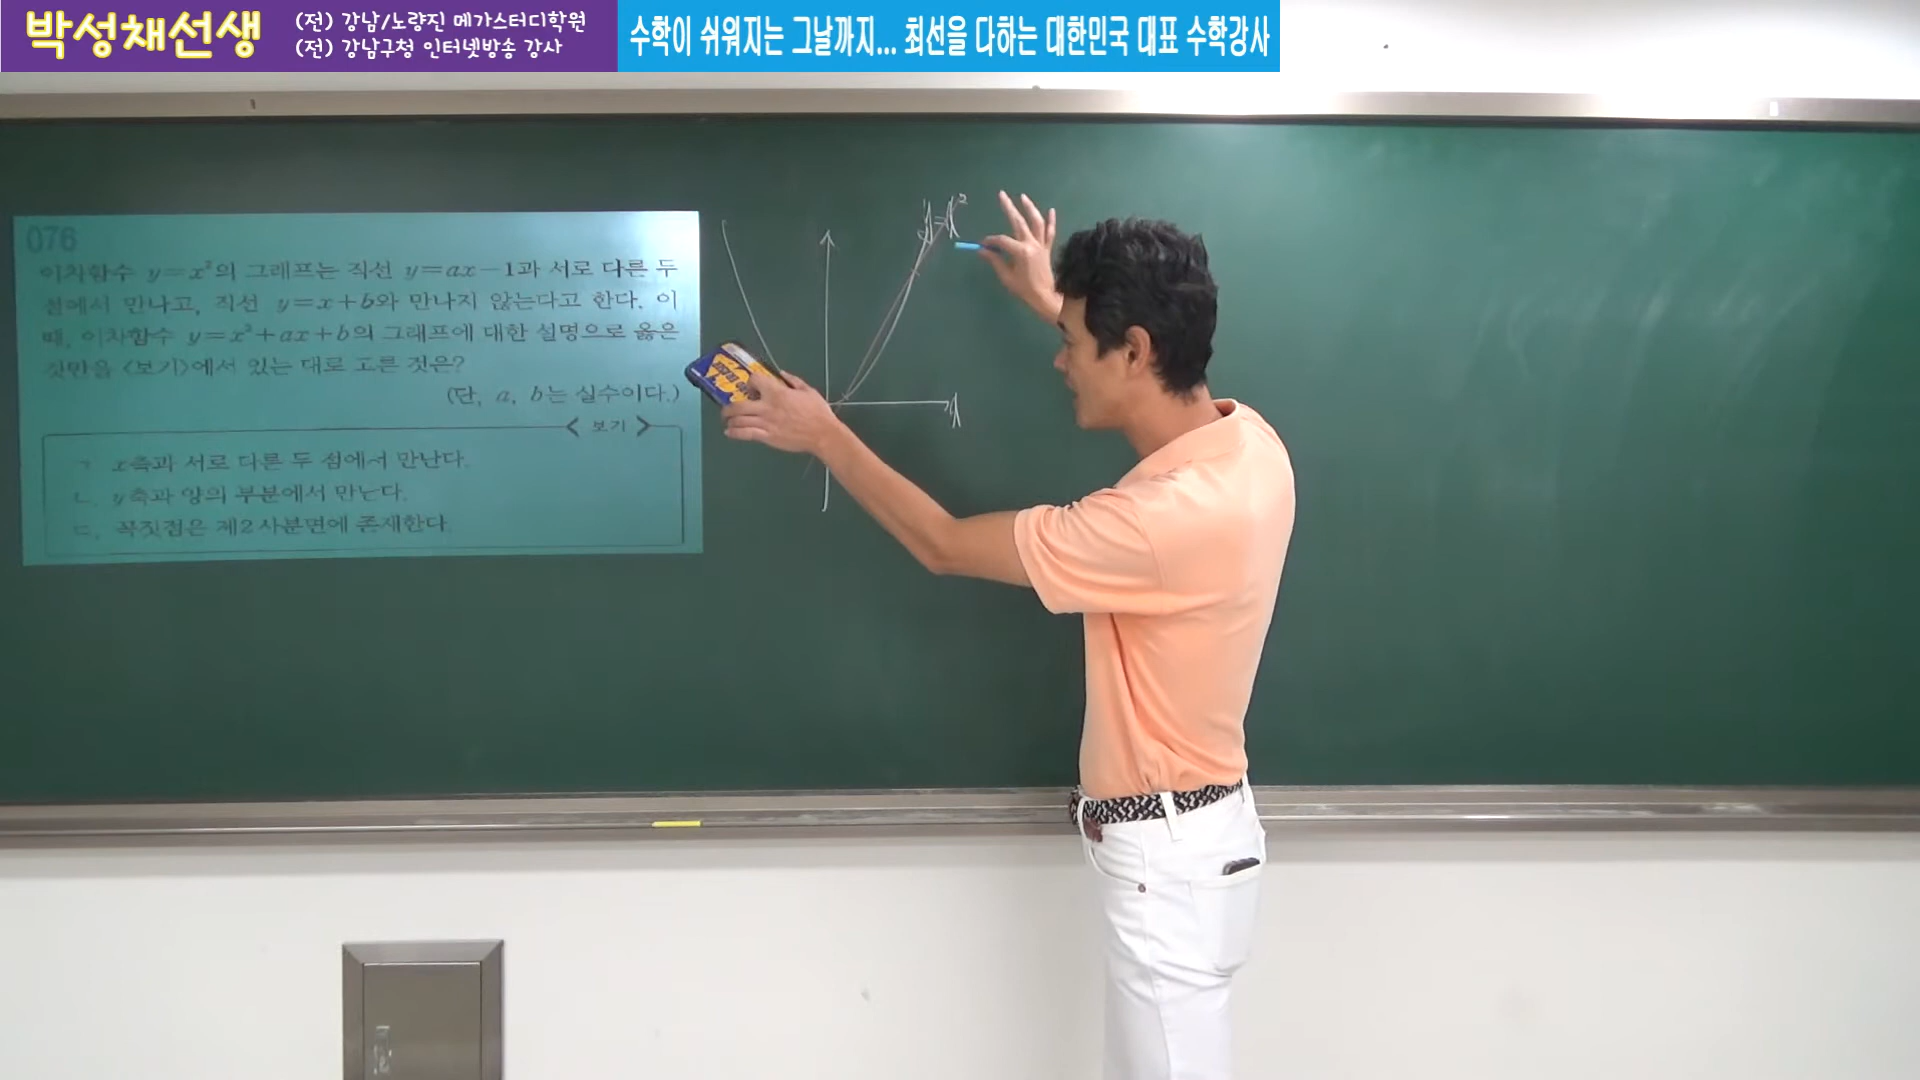 박성채선생
(전) 강남/노량진 메가스터디학원
(전) 강남구청 인터넷방송 강사
수학이 쉬워지는 그날까지... 최선을 다하는 대한민국 대표 수학강사
076
이차함수 y=x²의 그래프는 직선 y=ax-1과 서로 다른 두
점에서 만나고, 직선 y=x+b와 만나지 않는다고 한다. 이
때, 이차함수 y=x²+ax+b의 그래프에 대한 설명으로 옳은
것만을 <보기>에서 있는 대로 고른 것은?
(단, a, b는 실수이다.)
<보기>
ㄱ. x축과 서로 다른 두 점에서 만난다.
ㄴ. y축과 양의 부분에서 만난다.
ㄷ. 꼭짓점은 제2사분면에 존재한다.
y=x²
x